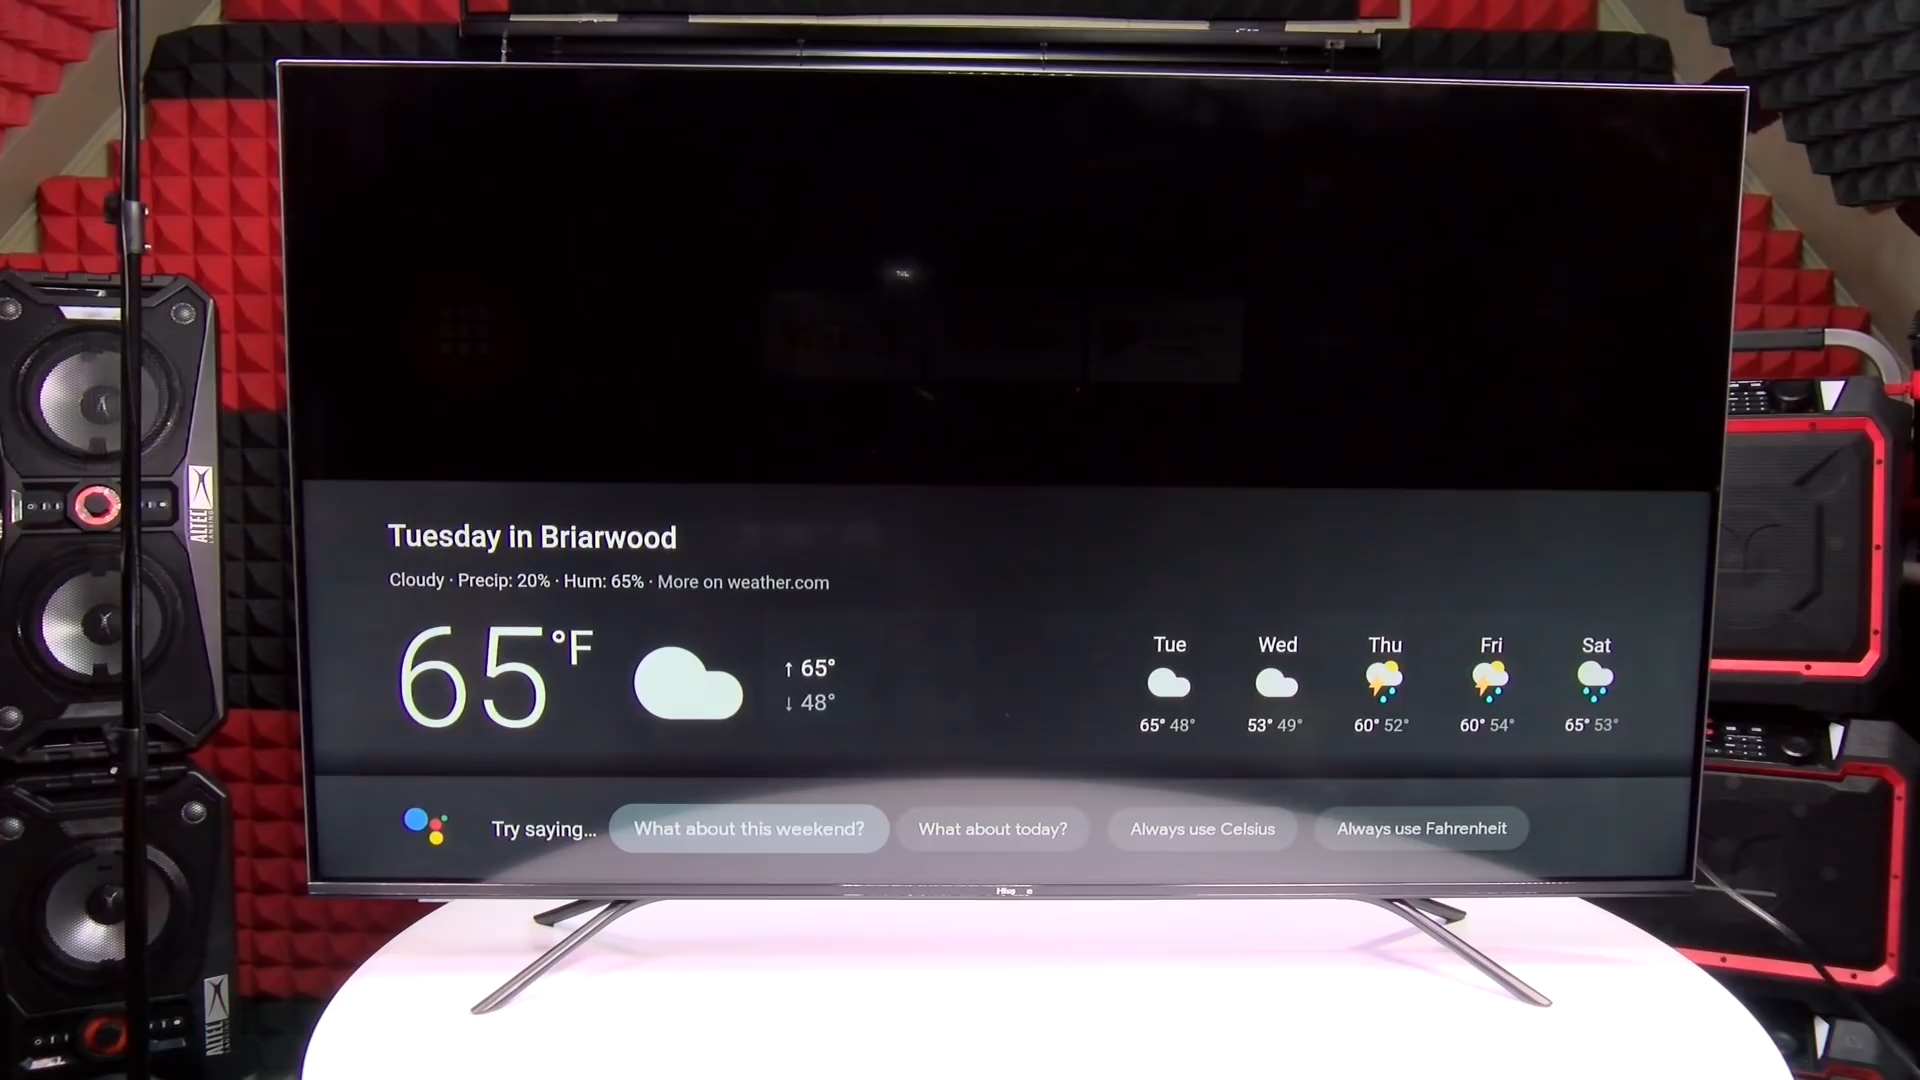 Tuesday in Briarwood
Cloudy · Precip: 20% · Hum: 65% · More on weather.com
65°F
↑ 65°
↓ 48°
Tue Wed Thu Fri Sat
65° 48° 53° 49° 60° 52° 60° 54° 65° 53°
Try saying... What about this weekend? What about today? Always use Celsius Always use Fahrenheit
ALTEC
LANSING
ALTEC
LANSING